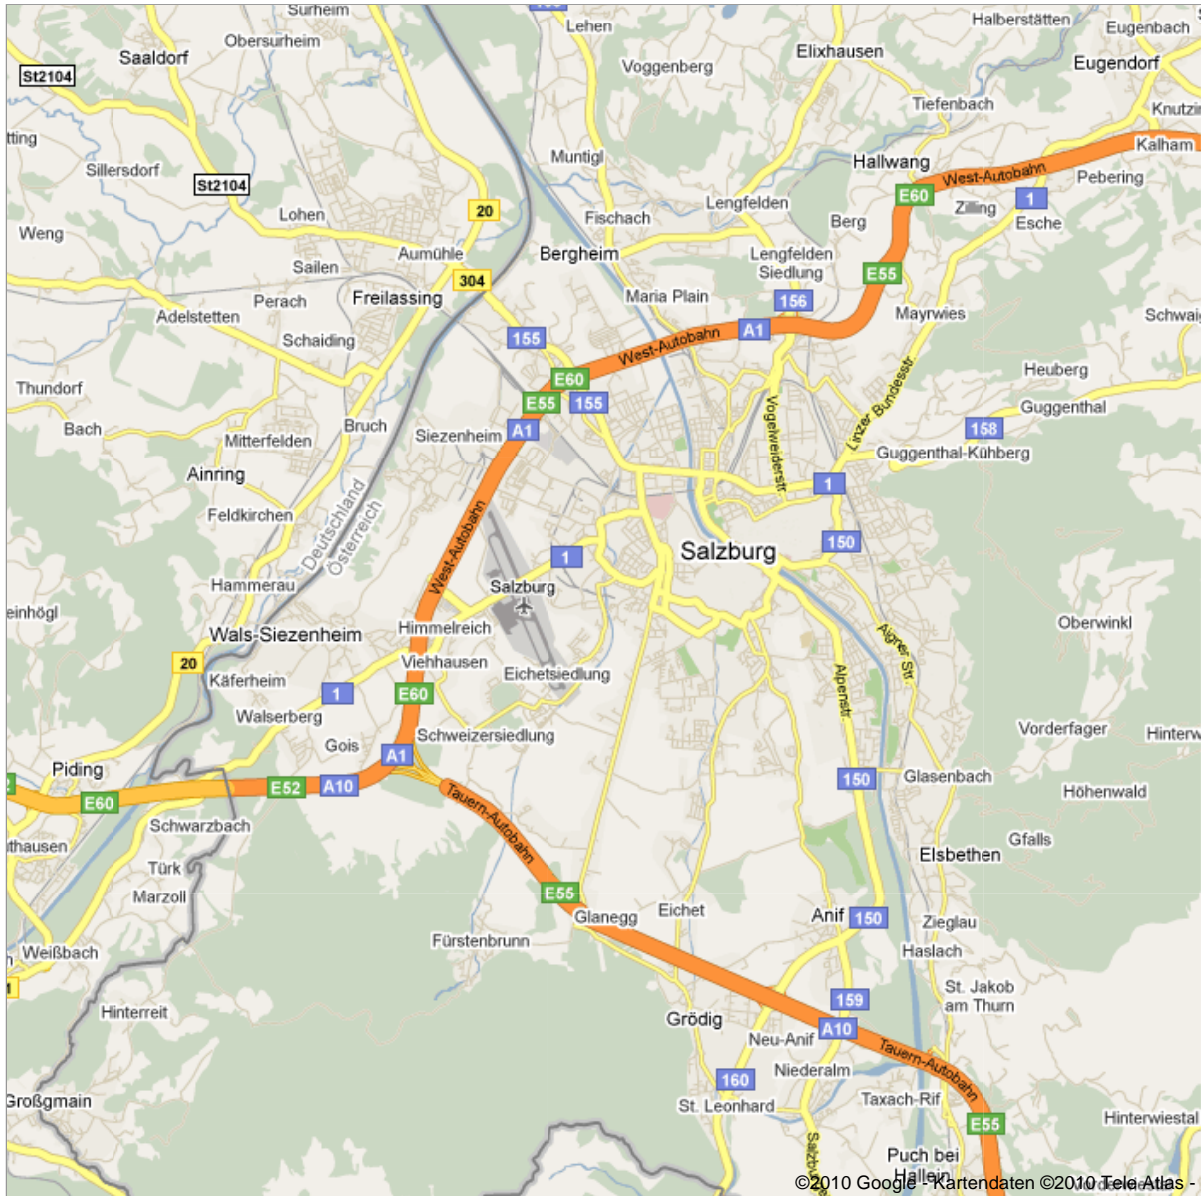 Surheim
Lehen
Halberstätten
Eugenbach
Obersurheim
Elixhausen
Saaldorf
Voggenberg
Eugendorf
St2104
Tiefenbach
Knutzin
tting
Muntigl
Kalham
Hallwang
Sillersdorf
St2104
West-Autobahn
Pebering
E60
1
Lohen
20
Fischach
Lengfelden
Zilling
Berg
Esche
Weng
Aumühle
Bergheim
Lengfelden
Siedlung
Sailen
304
E55
Perach
Freilassing
Maria Plain
156
Adelstetten
Mayrwies
Schwaig
155
West-Autobahn
A1
Schaiding
Heuberg
E60
Thundorf
E55
155
Vogelweiderstr.
Linzer Bundesstr.
Guggenthal
Bach
Bruch
Siezenheim
A1
158
Mitterfelden
Guggenthal-Kühberg
Ainring
1
Feldkirchen
Deutschland
Österreich
West-Autobahn
150
Salzburg
1
Hammerau
Salzburg
einhögl
Himmelreich
Oberwinkl
Wals-Siezenheim
Aigner Str.
20
Viehhausen
Käferheim
Eichetsiedlung
Alpenstr.
1
E60
Walserberg
Vorderfager
Hinterw
Gois
Schweizersiedlung
A1
Piding
150
Glasenbach
E52
A10
Höhenwald
E60
Tauern-Autobahn
Schwarzbach
Gfalls
thausen
Elsbethen
Türk
Marzoll
E55
Eichet
Glanegg
Anif
150
Zieglau
Fürstenbrunn
Weißbach
Haslach
St. Jakob
am Thurn
159
Hinterreit
Grödig
A10
Neu-Anif
Tauern-Autobahn
Niederalm
160
Großgmain
St. Leonhard
Taxach-Rif
E55
Hinterwiestal
Puch bei
Hallein
©2010 Google - Kartendaten ©2010 Tele Atlas -